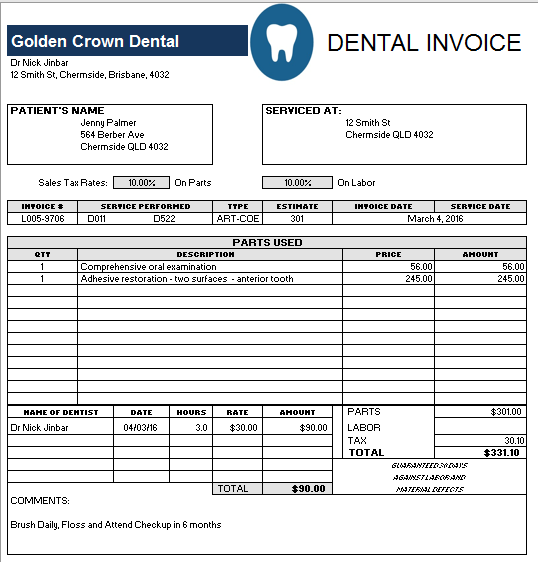 Golden Crown Dental
DENTAL INVOICE
Dr Nick Jinbar
12 Smith St, Chermside, Brisbane, 4032
PATIENT'S NAME
Jenny Palmer
564 Berber Ave
Chermside QLD 4032
SERVICED AT:
12 Smith St
Chermside QLD 4032
Sales Tax Rates: 10.00% On Parts 10.00% On Labor
INVOICE # SERVICE PERFORMED TYPE ESTIMATE INVOICE DATE SERVICE DATE
L005-9706 D011 D522 ART-COE 301 March 4, 2016
PARTS USED
QTY DESCRIPTION PRICE AMOUNT
1 Comprehensive oral examination 56.00 56.00
1 Adhesive restoration - two surfaces - anterior tooth 245.00 245.00
NAME OF DENTIST DATE HOURS RATE AMOUNT
Dr Nick Jinbar 04/03/16 3.0 $30.00 $90.00
TOTAL $90.00
PARTS $301.00
LABOR
TAX 30.10
TOTAL $331.10
GUARANTEED 30 DAYS
AGAINST LABOR AND
MATERIAL DEFECTS
COMMENTS:
Brush Daily, Floss and Attend Checkup in 6 months